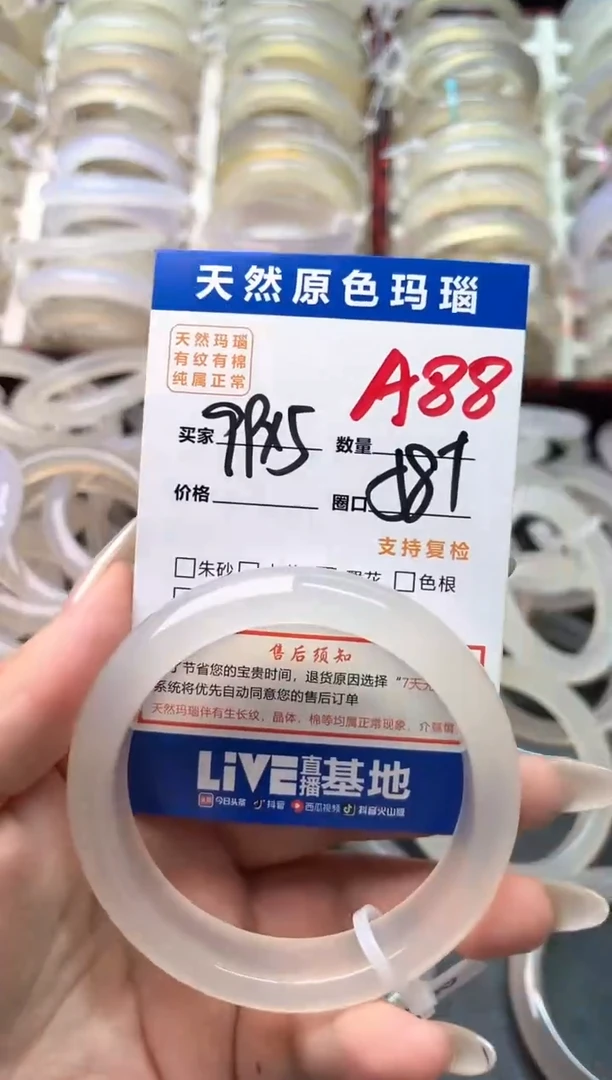 天然原色玛瑙
天然玛瑙
有纹有棉
纯属正常
A88
买家
数量
价格
圈口
支持复检
朱砂
色根
售后须知
了节省您的宝贵时间，退货原因选择“7天无
系统将优先自动同意您的售后订单
天然玛瑙伴有生长纹、晶体、棉等均属正常现象，介意慎
LiVE直播基地
今日头条 抖音 西瓜视频 抖音火山版